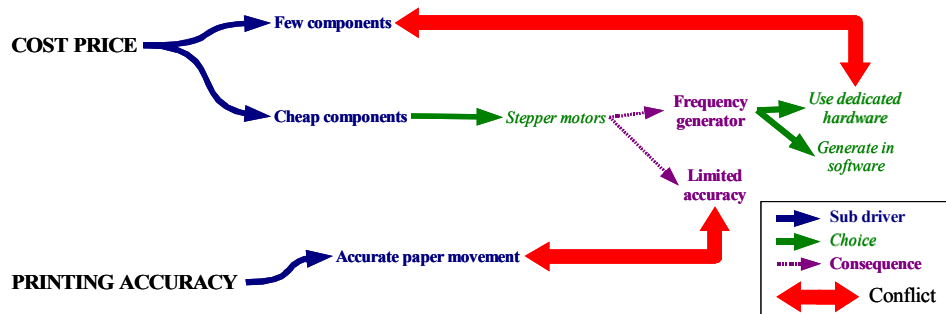 Few components
COST PRICE
Cheap components
Stepper motors
Frequency
generator
Use dedicated
hardware
Generate in
software
Limited
accuracy
Accurate paper movement
PRINTING ACCURACY
Sub driver
Choice
Consequence
Conflict